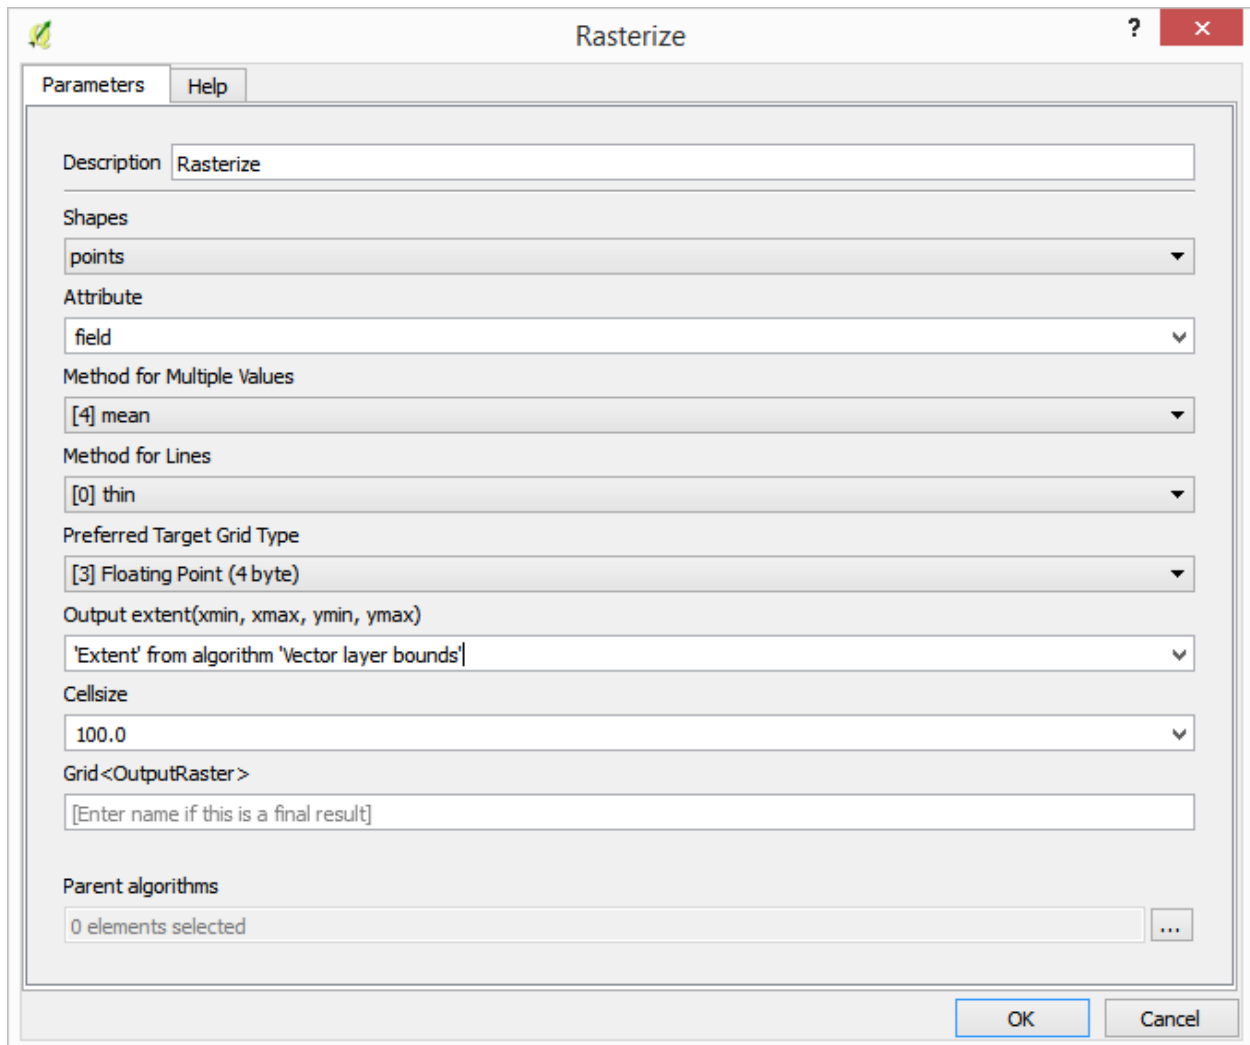 Rasterize
?
Parameters
Help
Description
Rasterize
Shapes
points
Attribute
field
Method for Multiple Values
[4] mean
Method for Lines
[0] thin
Preferred Target Grid Type
[3] Floating Point (4 byte)
Output extent(xmin, xmax, ymin, ymax)
'Extent' from algorithm 'Vector layer bounds'
Cellsize
100.0
Grid<OutputRaster>
[Enter name if this is a final result]
Parent algorithms
0 elements selected
...
OK
Cancel